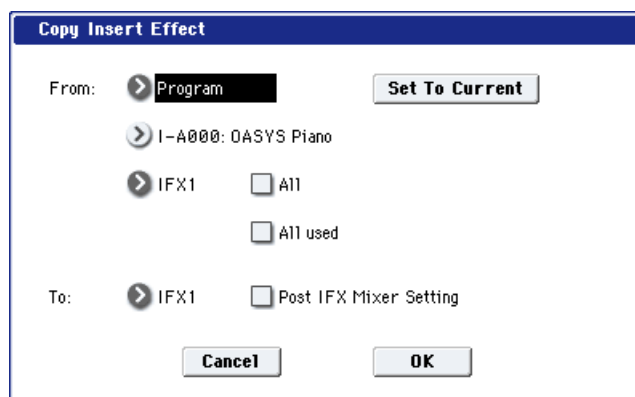 Copy Insert Effect
From: Program Set To Current
I-A000: OASYS Piano
IFX1 All
All used
To: IFX1 Post IFX Mixer Setting
Cancel OK